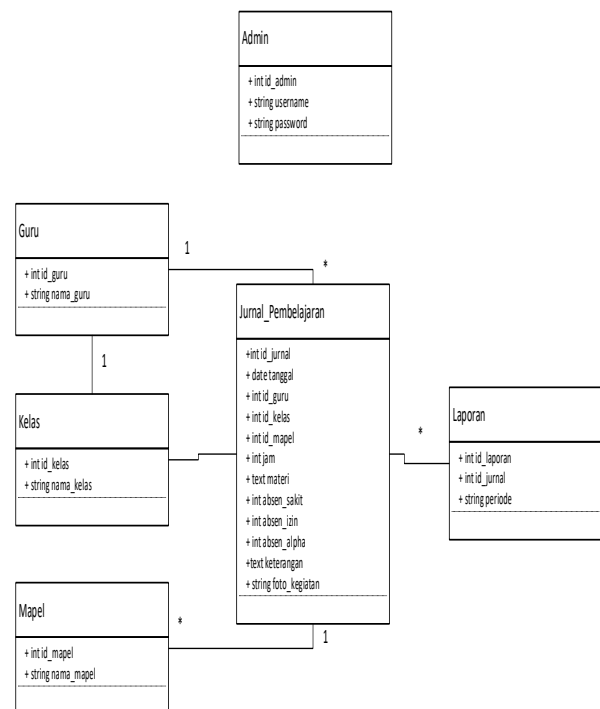 Admin
+ int id_admin
+ string username
+ string password
Guru
+ int id_guru
+ string nama_guru
1
*
1
Jurnal_Pembelajaran
+int id_jurnal
+ date tanggal
+ int id_guru
+ int id_kelas
+ int id_mapel
+ int jam
+ text materi
+ int absen_sakit
+ int absen_izin
+ int absen_alpha
+text keterangan
+ string foto_kegiatan
Kelas
+ int id_kelas
+ string nama_kelas
*
Laporan
+ int id_laporan
+ int id_jurnal
+ string periode
Mapel
+ int id_mapel
+ string nama_mapel
*
1